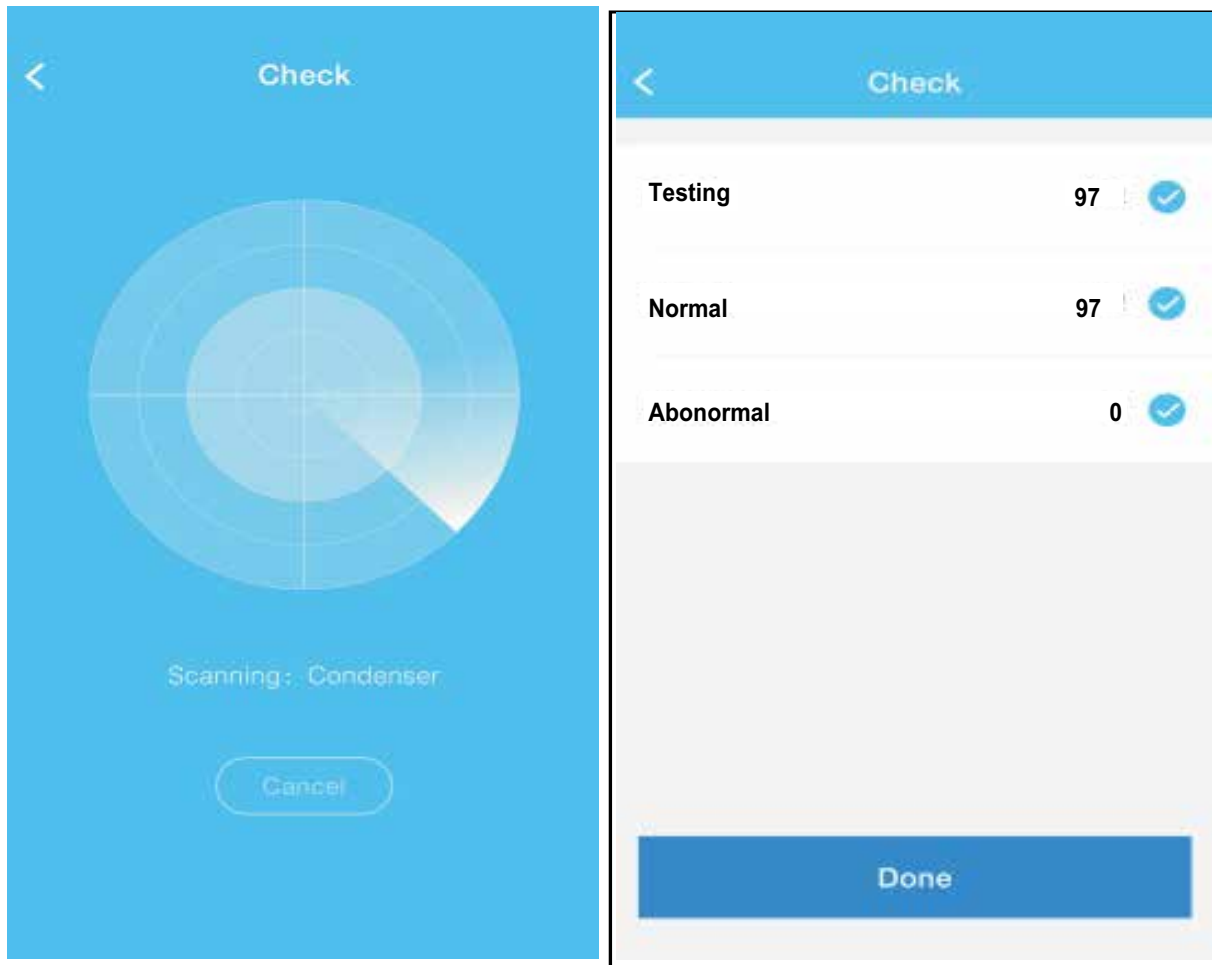 Check
Scanning: Condenser
Cancel
Check
Testing 97
Normal 97
Abonormal 0
Done